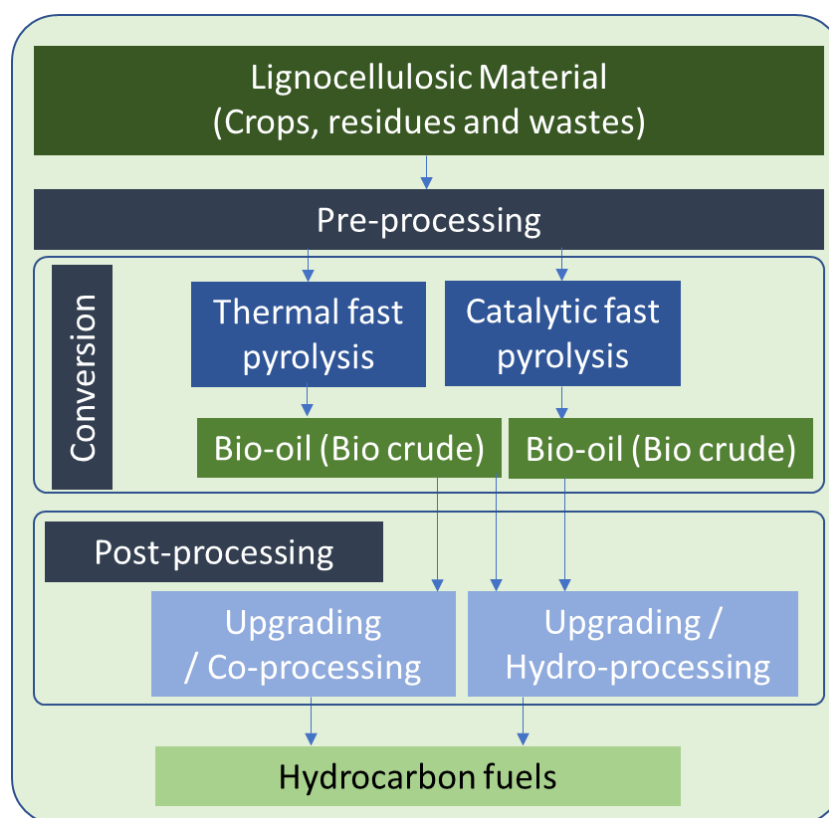 Lignocellulosic Material
(Crops, residues and wastes)
Pre-processing
Conversion
Thermal fast
pyrolysis
Catalytic fast
pyrolysis
Bio-oil (Bio crude)
Bio-oil (Bio crude)
Post-processing
Upgrading
/ Co-processing
Upgrading /
Hydro-processing
Hydrocarbon fuels